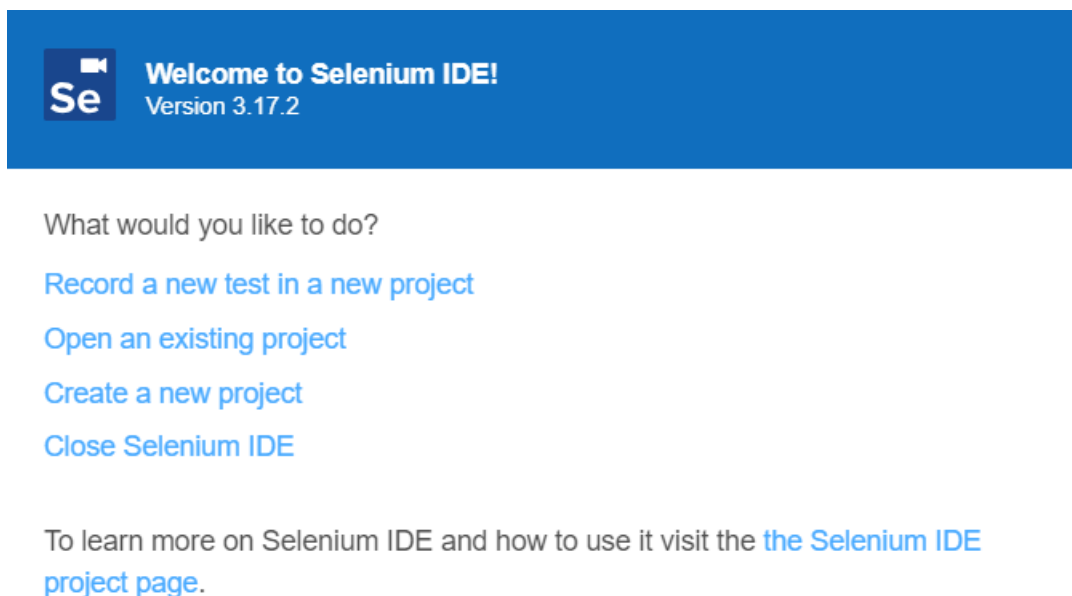 Se
Welcome to Selenium IDE!
Version 3.17.2
What would you like to do?
Record a new test in a new project
Open an existing project
Create a new project
Close Selenium IDE
To learn more on Selenium IDE and how to use it visit the the Selenium IDE
project page.